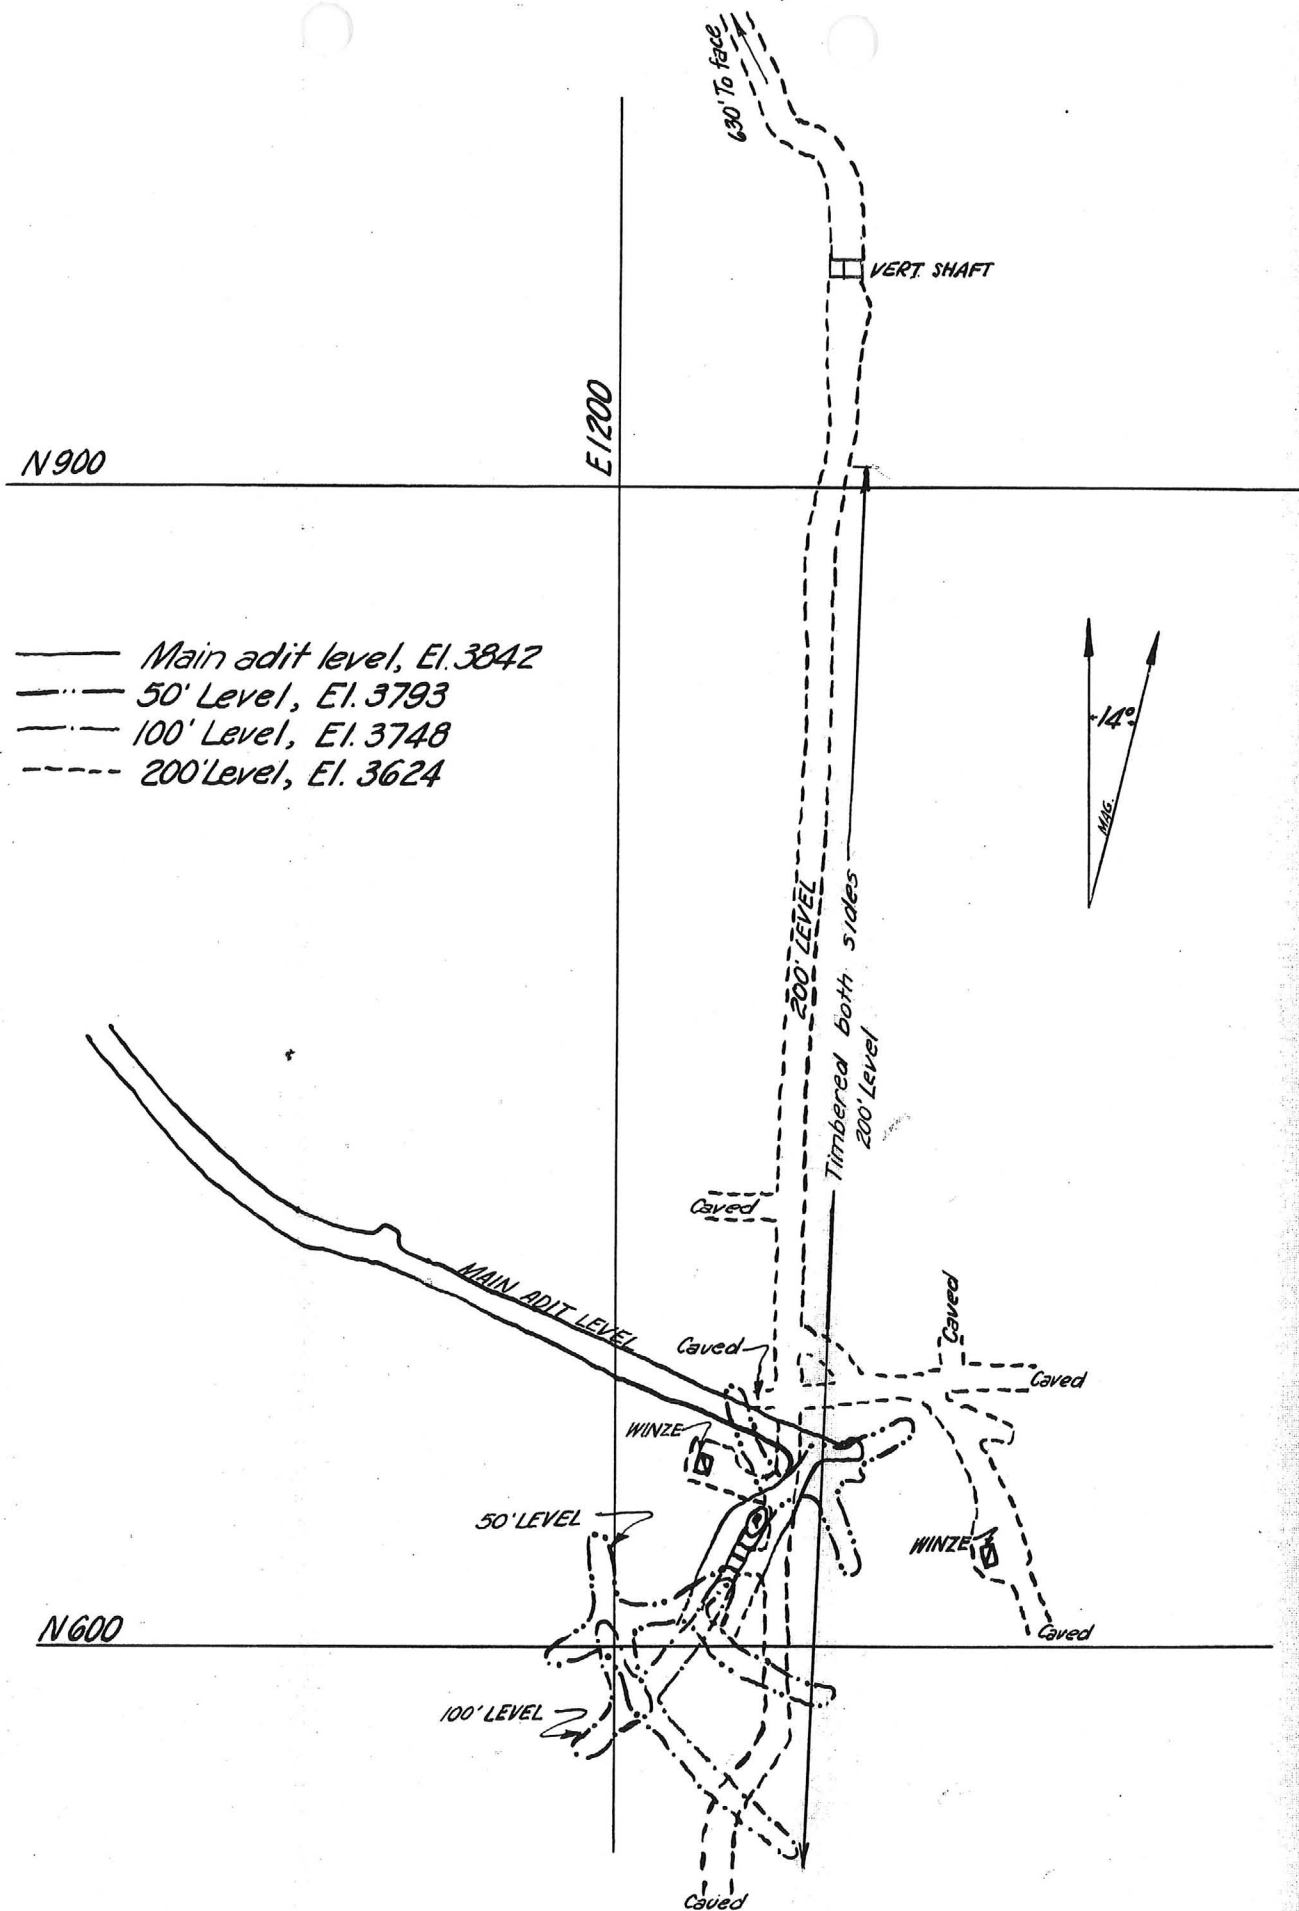 630' To face
VERT. SHAFT
E1200
N900
Main adit level, El. 3842
50' Level, El. 3793
100' Level, El. 3748
200' Level, El. 3624
14°
MAG.
200' LEVEL
Timbered both sides
200' Level
Caved
MAIN ADIT LEVEL
Caved
Caved
Caved
WINZE
50' LEVEL
WINZE
N600
Caved
100' LEVEL
Caved